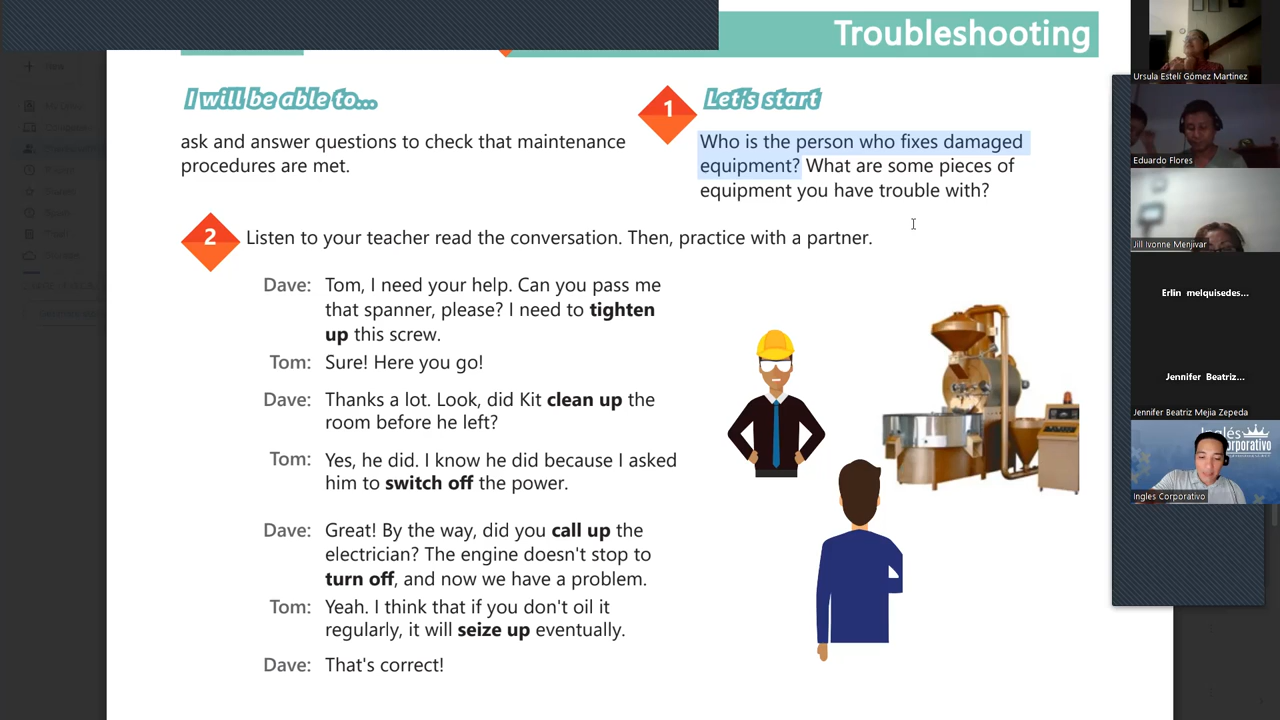 Troubleshooting
I will be able to...
ask and answer questions to check that maintenance
procedures are met.
1
Let's start
Who is the person who fixes damaged
equipment? What are some pieces of
equipment you have trouble with?
2
Listen to your teacher read the conversation. Then, practice with a partner.
Dave: Tom, I need your help. Can you pass me
that spanner, please? I need to tighten
up this screw.
Tom: Sure! Here you go!
Dave: Thanks a lot. Look, did Kit clean up the
room before he left?
Tom: Yes, he did. I know he did because I asked
him to switch off the power.
Dave: Great! By the way, did you call up the
electrician? The engine doesn't stop to
turn off, and now we have a problem.
Tom: Yeah. I think that if you don't oil it
regularly, it will seize up eventually.
Dave: That's correct!
Ursula Estelí Gómez Martinez
Eduardo Flores
Jill Ivonne Menjivar
Erlin melquisedes...
Jennifer Beatriz...
Jennifer Beatriz Mejia Zepeda
Inglés
Corporativo
Ingles Corporativo